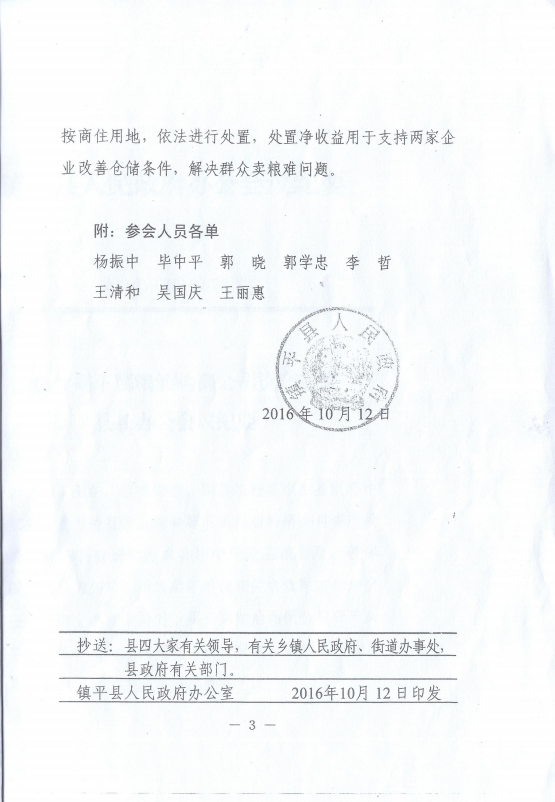 按商住用地，依法进行处置，处置净收益用于支持两家企
业改善仓储条件，解决群众卖粮难问题。
附：参会人员各单
杨振中 毕中平 郭 晓 郭学忠 李 哲
王清和 吴国庆 王丽惠
镇平县人民政府
2016年10月12日
抄送：县四大家有关领导，有关乡镇人民政府、街道办事处，
县政府有关部门。
镇平县人民政府办公室 2016年10月12日印发
— 3 —